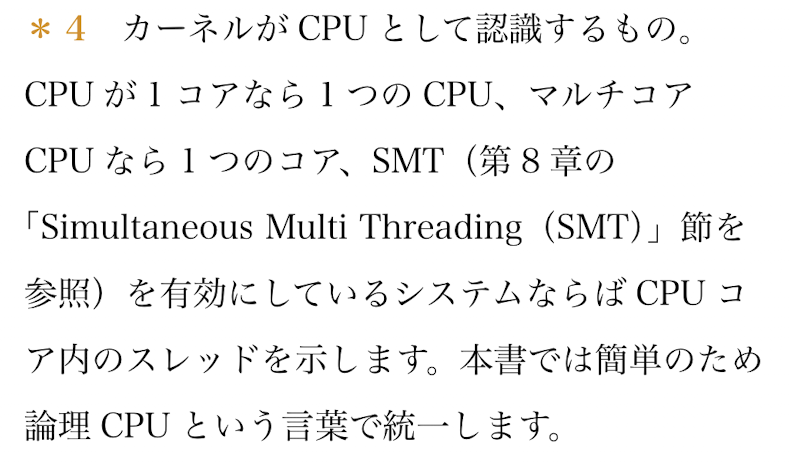 ＊4　カーネルが CPU として認識するもの。
CPU が 1 コアなら 1 つの CPU、マルチコア
CPU なら 1 つのコア、SMT（第 8 章の
「Simultaneous Multi Threading（SMT）」節を
参照）を有効にしているシステムならば CPU コ
ア内のスレッドを示します。本書では簡単のため
論理 CPU という言葉で統一します。